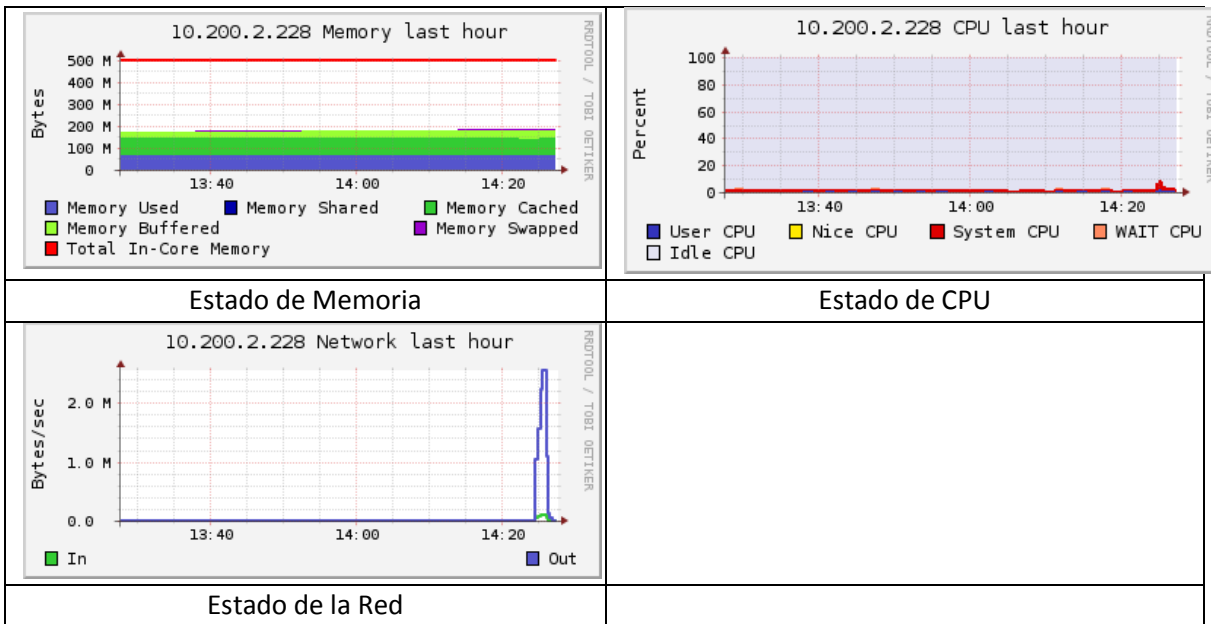 10.200.2.228 Memory last hour
RRDTOOL / TOBI OETIKER
Bytes
500 M
400 M
300 M
200 M
100 M
0
13:40 14:00 14:20
Memory Used Memory Shared Memory Cached
Memory Buffered Memory Swapped
Total In-Core Memory
10.200.2.228 CPU last hour
RRDTOOL / TOBI OETIKER
Percent
100
80
60
40
20
0
13:40 14:00 14:20
User CPU Nice CPU System CPU WAIT CPU
Idle CPU
Estado de Memoria
Estado de CPU
10.200.2.228 Network last hour
RRDTOOL / TOBI OETIKER
Bytes/sec
2.0 M
1.0 M
0.0
13:40 14:00 14:20
In Out
Estado de la Red